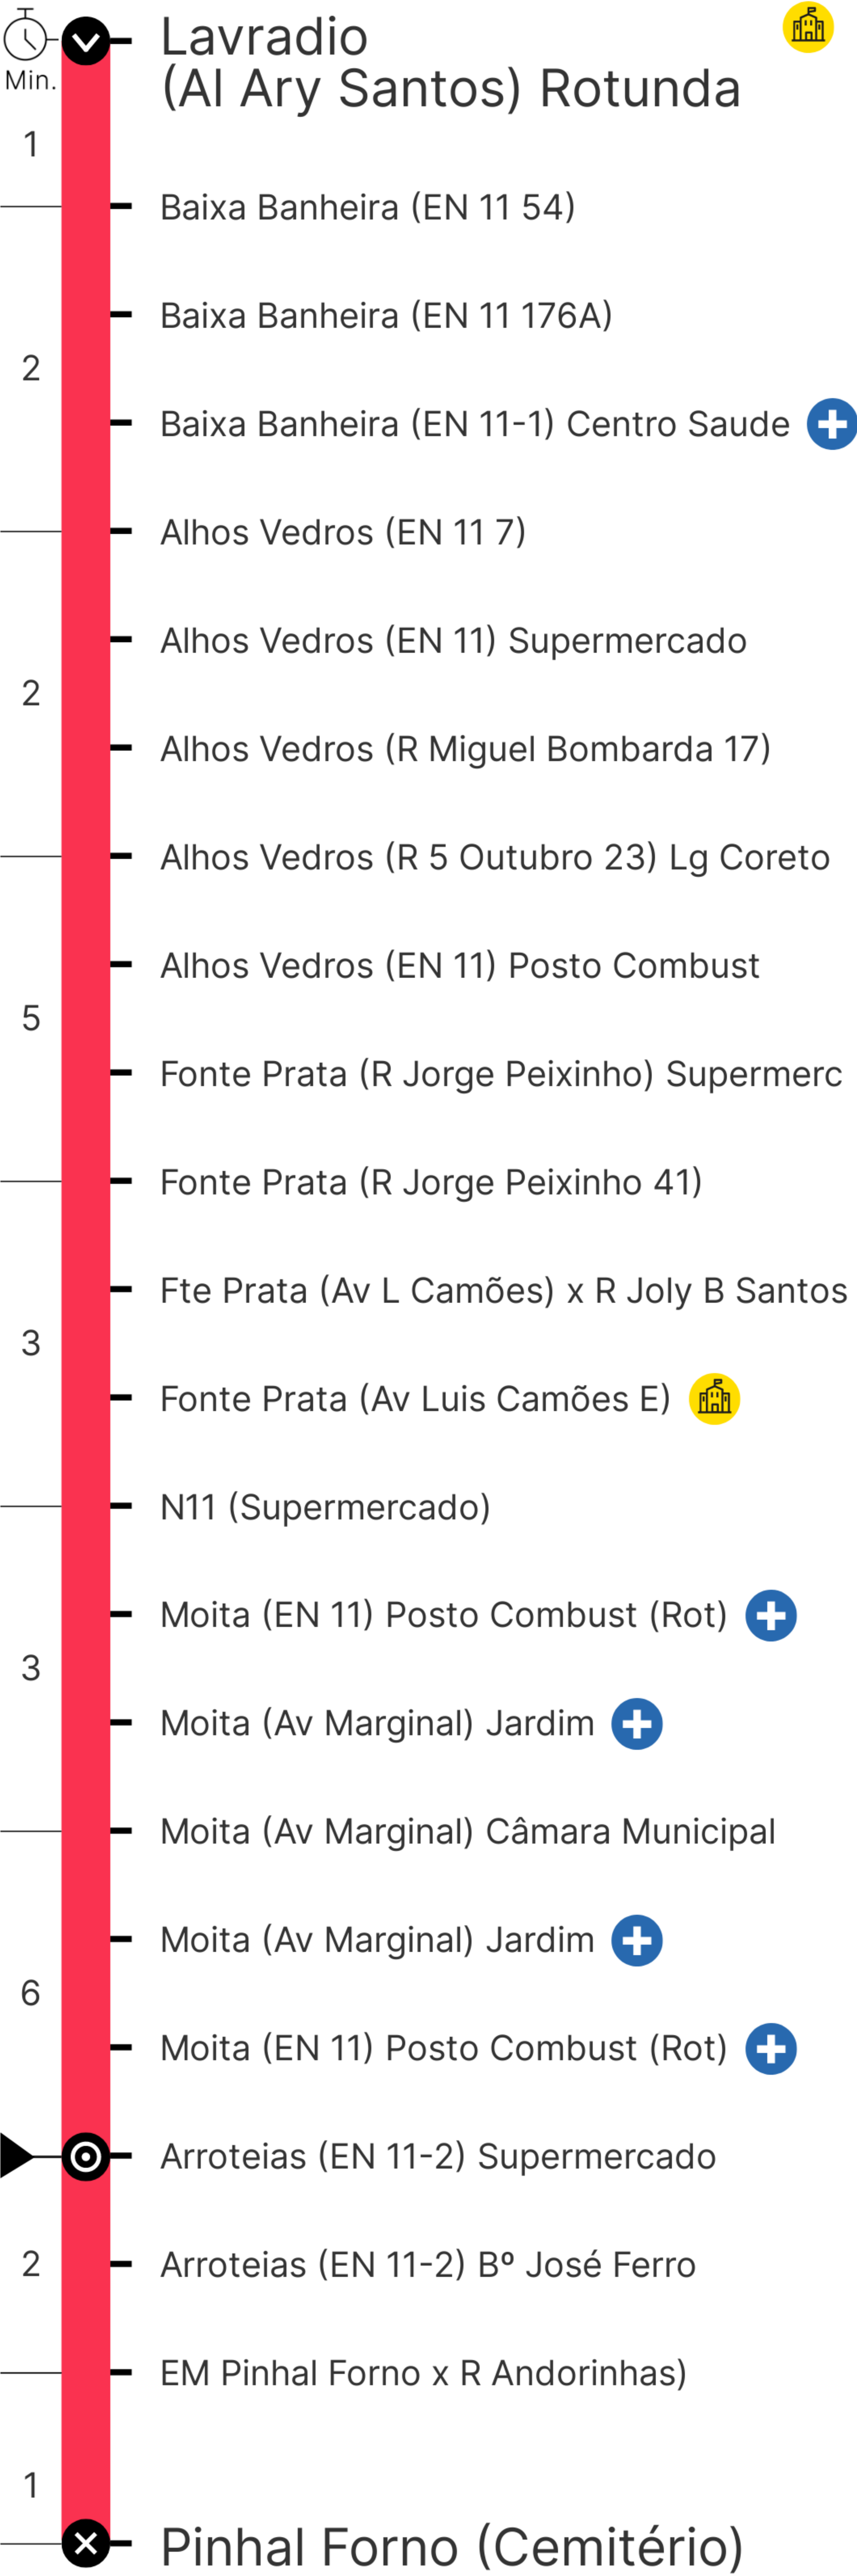 Min.
Lavradio
(Al Ary Santos) Rotunda
1
Baixa Banheira (EN 11 54)
Baixa Banheira (EN 11 176A)
2
Baixa Banheira (EN 11-1) Centro Saude
Alhos Vedros (EN 11 7)
Alhos Vedros (EN 11) Supermercado
2
Alhos Vedros (R Miguel Bombarda 17)
Alhos Vedros (R 5 Outubro 23) Lg Coreto
Alhos Vedros (EN 11) Posto Combust
5
Fonte Prata (R Jorge Peixinho) Supermerc
Fonte Prata (R Jorge Peixinho 41)
Fte Prata (Av L Camões) x R Joly B Santos
3
Fonte Prata (Av Luis Camões E)
N11 (Supermercado)
Moita (EN 11) Posto Combust (Rot)
3
Moita (Av Marginal) Jardim
Moita (Av Marginal) Câmara Municipal
Moita (Av Marginal) Jardim
6
Moita (EN 11) Posto Combust (Rot)
Arroteias (EN 11-2) Supermercado
2
Arroteias (EN 11-2) Bº José Ferro
EM Pinhal Forno x R Andorinhas)
1
Pinhal Forno (Cemitério)